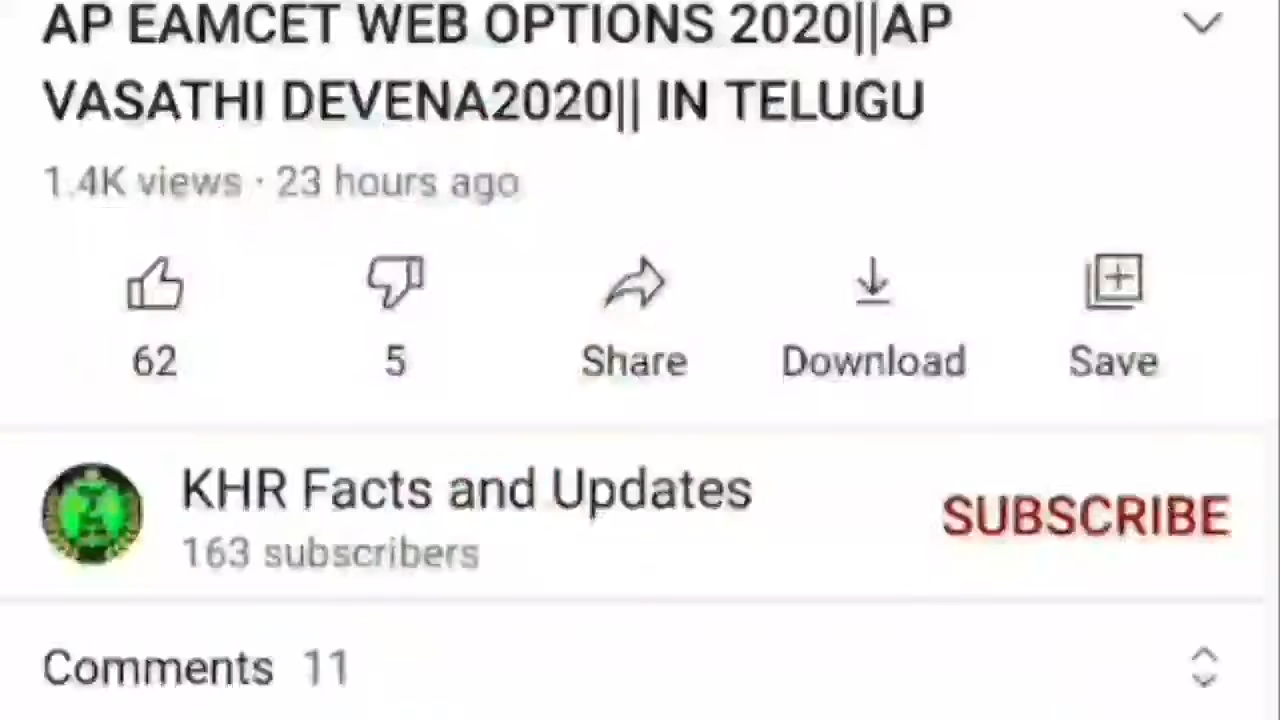 AP EAMCET WEB OPTIONS 2020||AP
VASATHI DEVENA2020|| IN TELUGU
1.4K views · 23 hours ago
62
5
Share
Download
Save
KHR Facts and Updates
SUBSCRIBE
163 subscribers
Comments 11